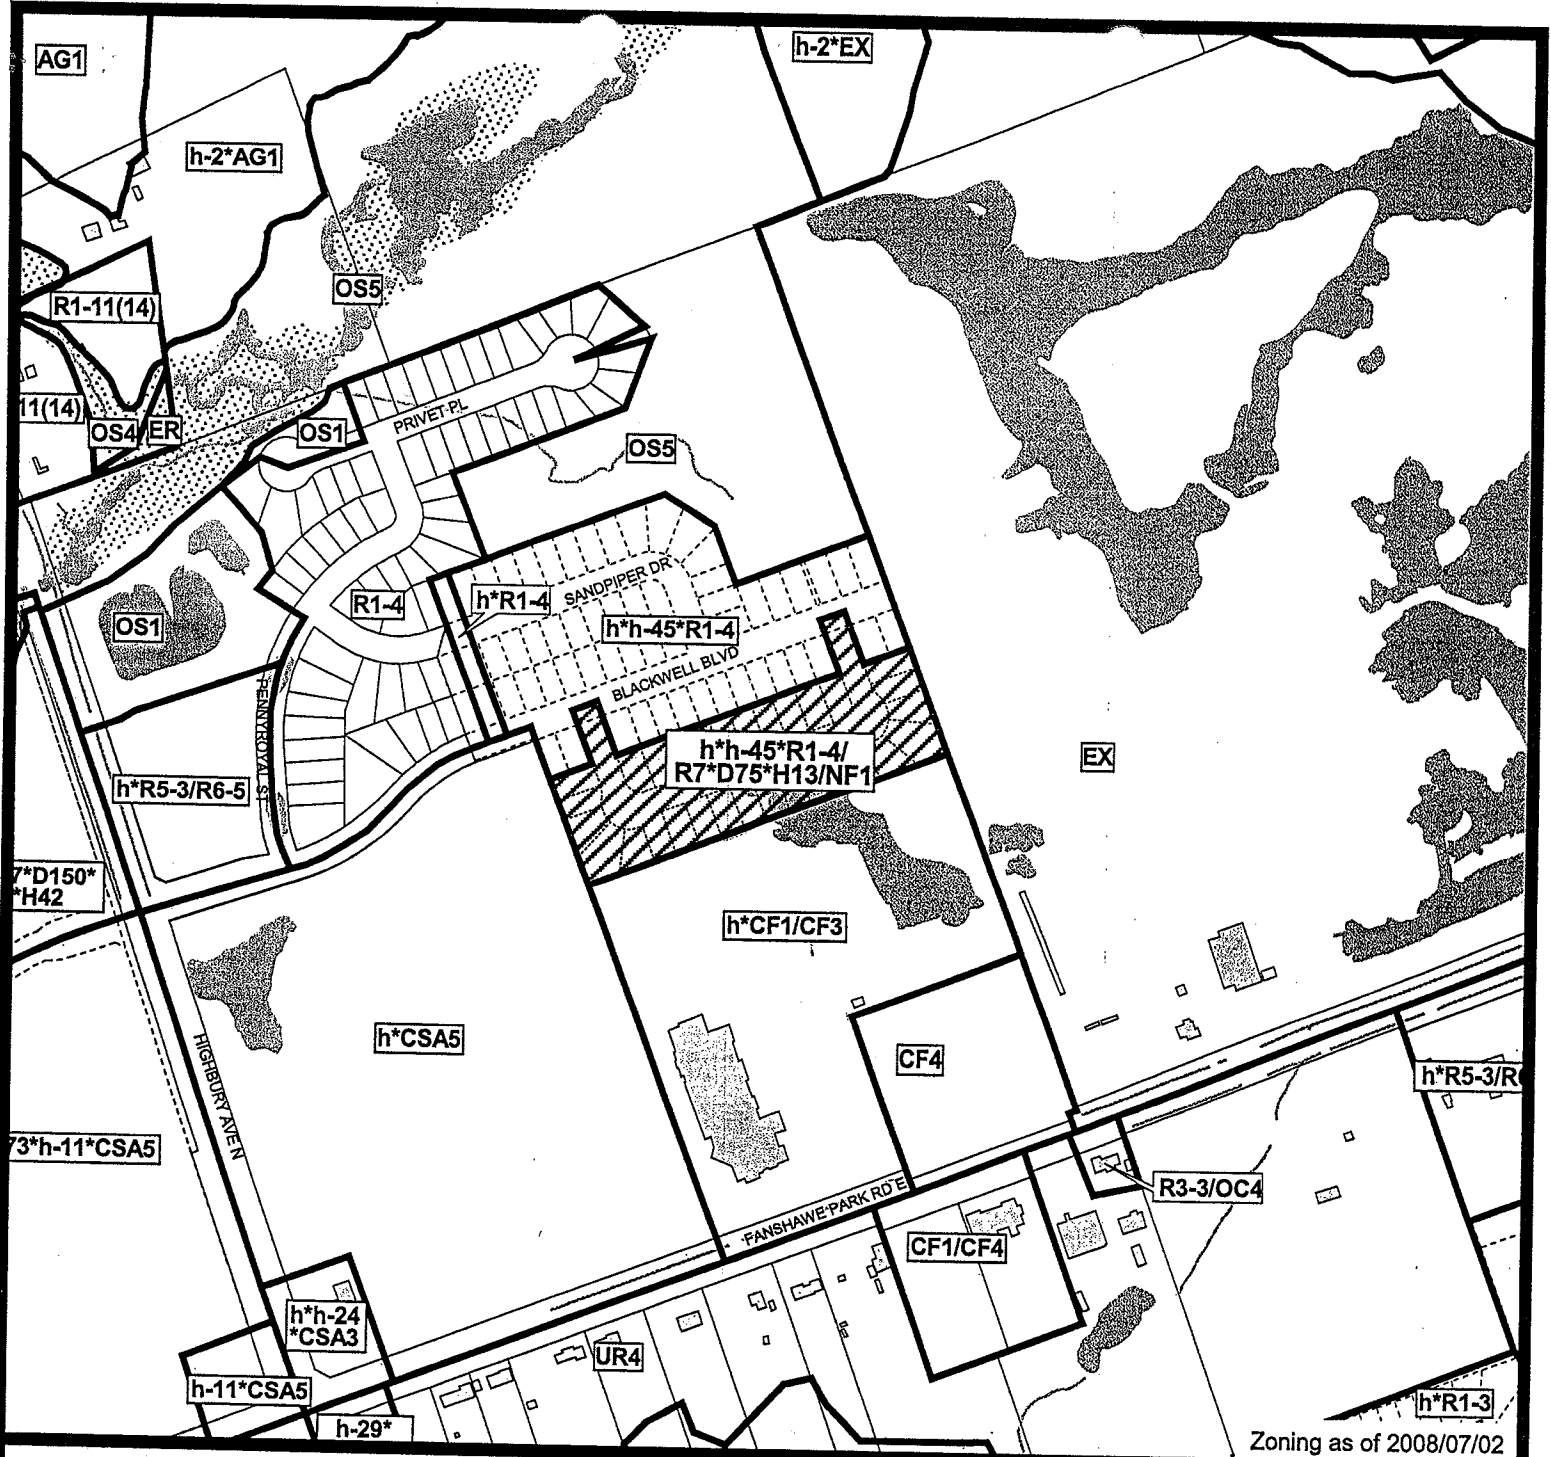 AG1
h-2*EX
h-2*AG1
OS5
R1-11(14)
11(14)
OS4
ER
OS1
PRIVET PL
OS5
R1-4
h*R1-4
SANDPIPER DR
OS1
h*h-45*R1-4
BLACKWELL BLVD
PENNYROYAL ST
h*h-45*R1-4/
R7*D75*H13/NF1
EX
h*R5-3/R6-5
7*D150*
*H42
h*CF1/CF3
HIGHBURY AVE N
h*CSA5
CF4
h*R5-3/R6
73*h-11*CSA5
R3-3/OC4
FANSHAWE PARK RD E
CF1/CF4
h*h-24
*CSA3
UR4
h-11*CSA5
h-29*
h*R1-3
Zoning as of 2008/07/02